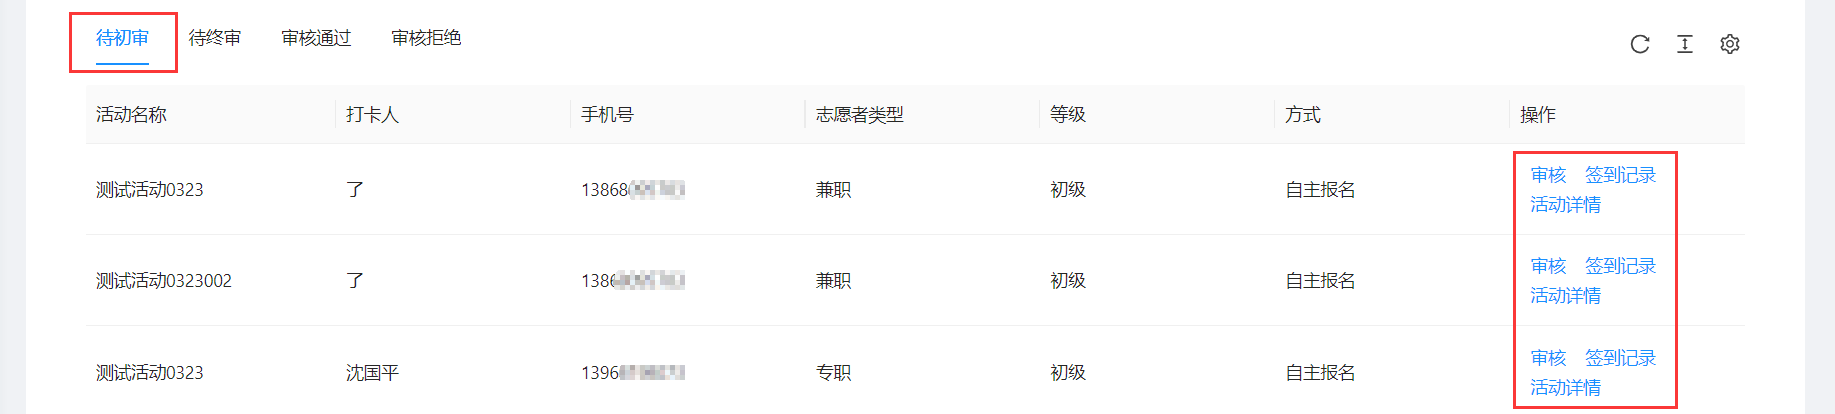 待初审 待终审 审核通过 审核拒绝
活动名称 打卡人 手机号 志愿者类型 等级 方式 操作
测试活动0323 了 13868 兼职 初级 自主报名 审核 签到记录
活动详情
测试活动0323002 了 1386 兼职 初级 自主报名 审核 签到记录
活动详情
测试活动0323 沈国平 1396 专职 初级 自主报名 审核 签到记录
活动详情